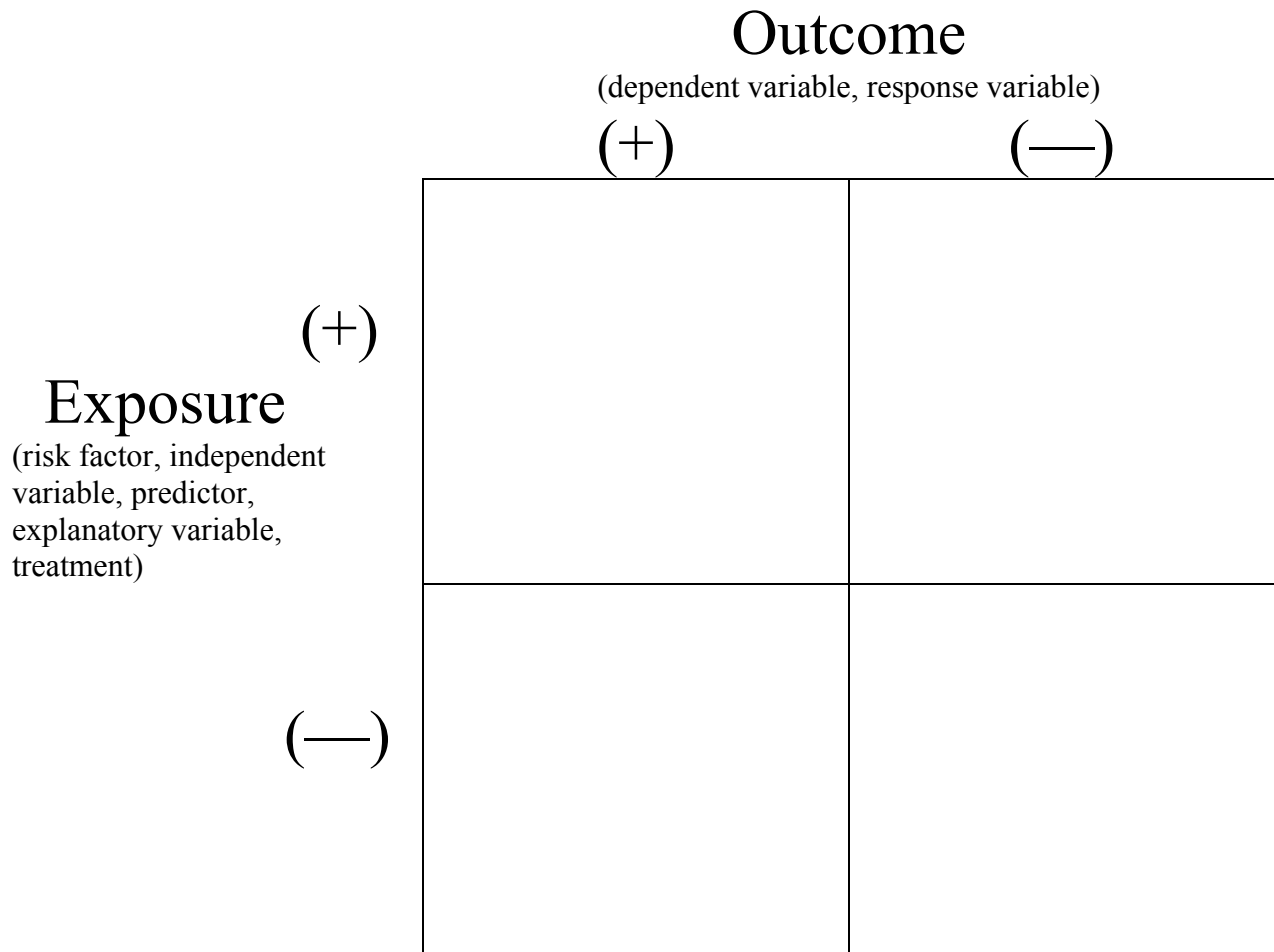 Outcome
(dependent variable, response variable)
(+) (—)
(+)
Exposure
(risk factor, independent
variable, predictor,
explanatory variable,
treatment)
(—)